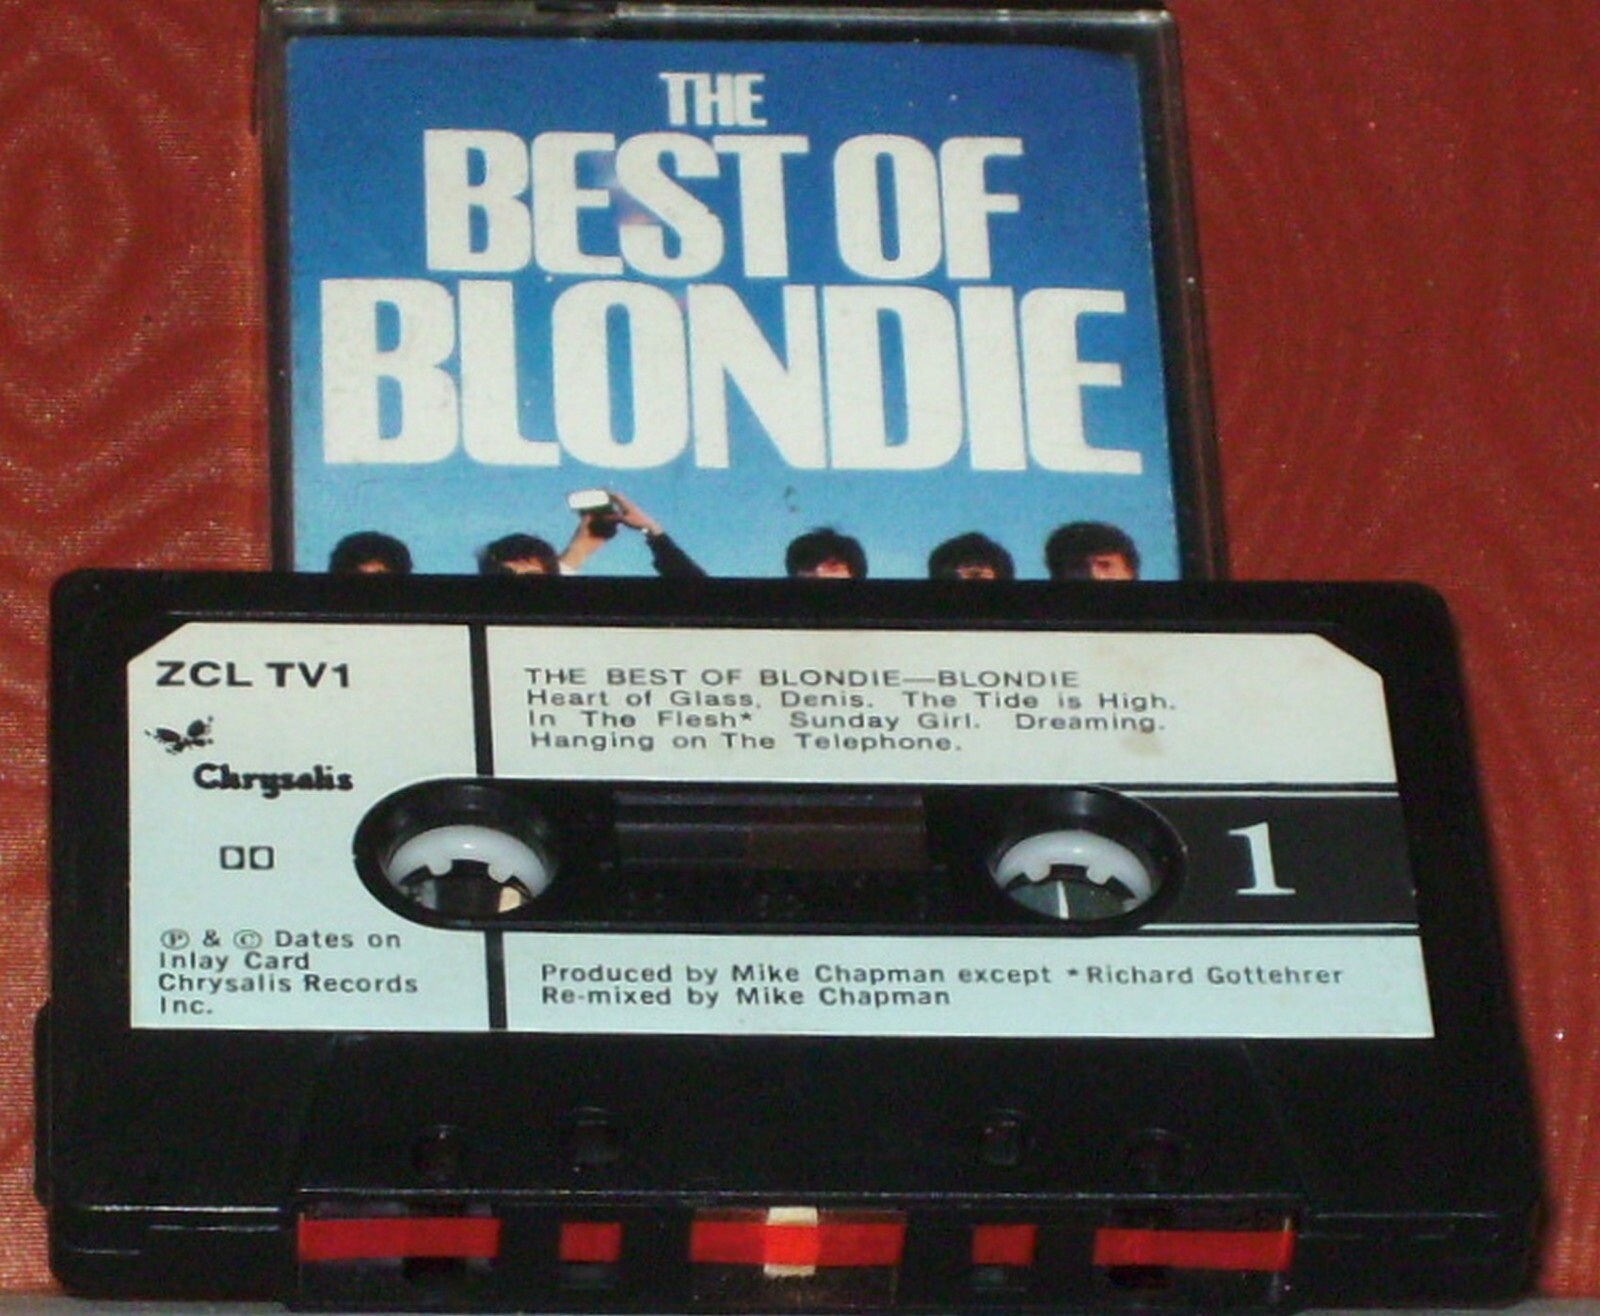 THE
BEST OF
BLONDIE
ZCL TV1
Chrysalis
℗ & © Dates on
Inlay Card
Chrysalis Records
Inc.
THE BEST OF BLONDIE—BLONDIE
Heart of Glass. Denis. The Tide is High.
In The Flesh* Sunday Girl. Dreaming.
Hanging on The Telephone.
1
Produced by Mike Chapman except *Richard Gottehrer
Re-mixed by Mike Chapman